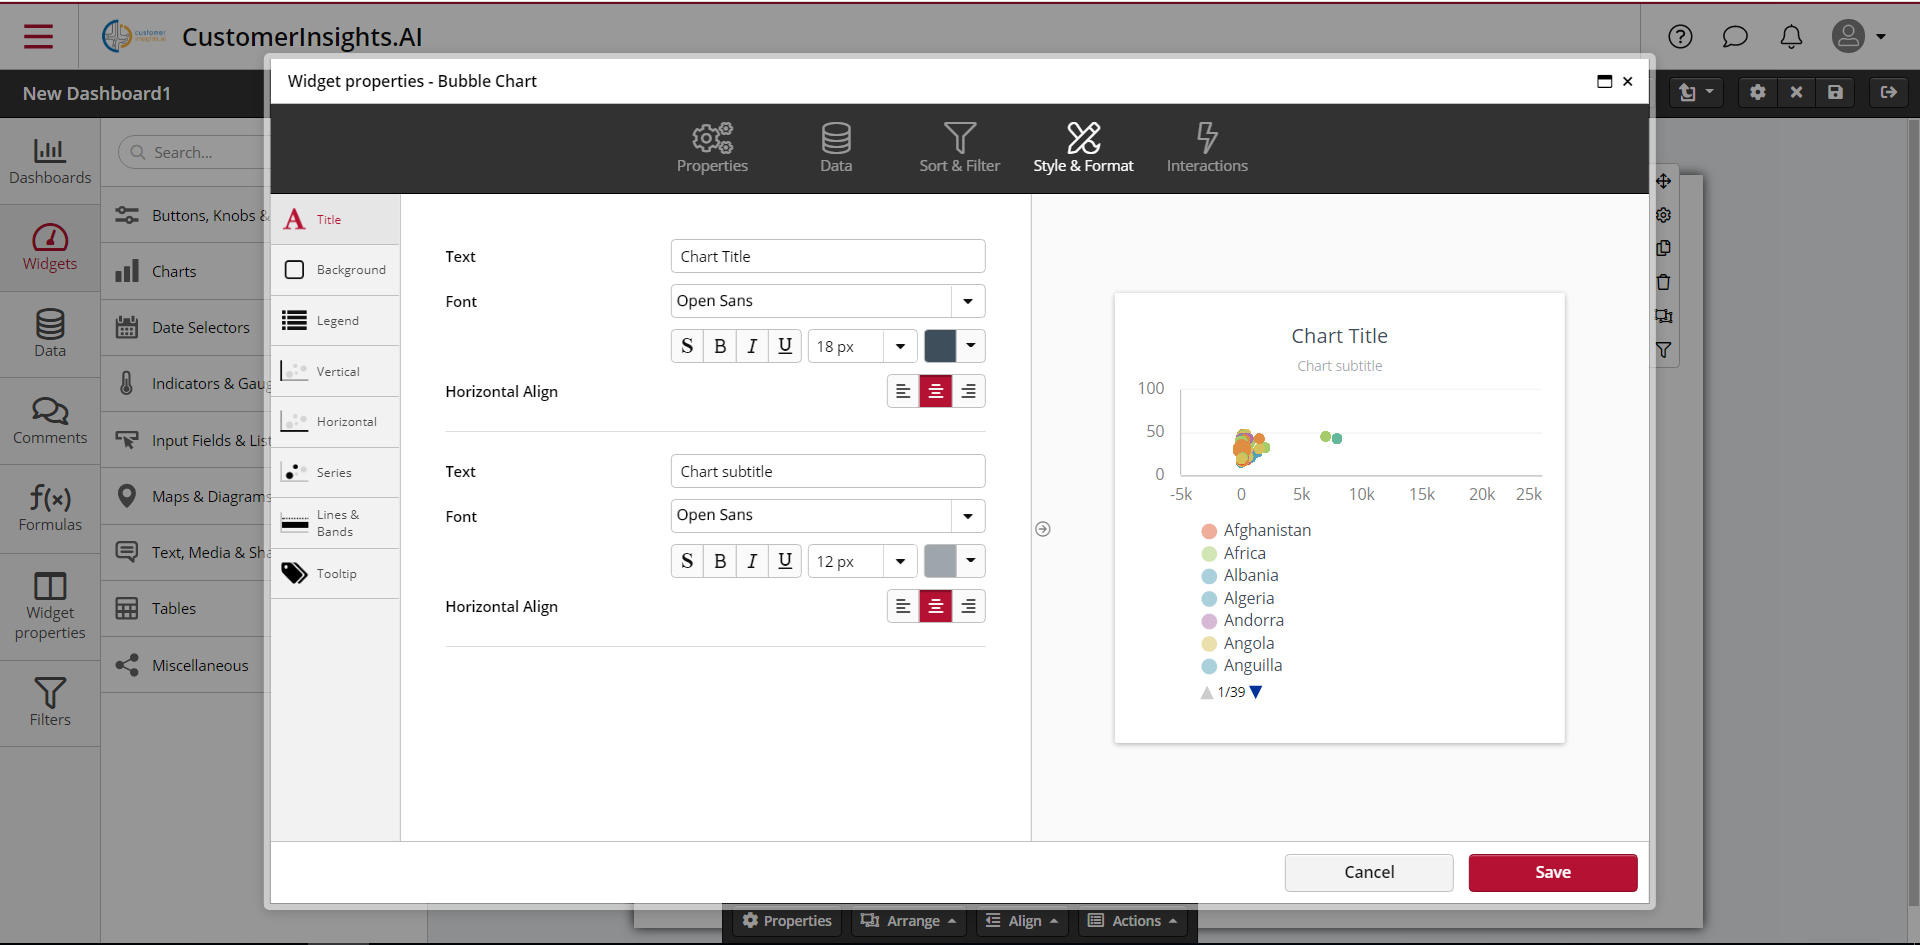 customer
insights.ai
CustomerInsights.AI
New Dashboard1
Widget properties - Bubble Chart
Properties
Data
Sort & Filter
Style & Format
Interactions
Dashboards
Widgets
Data
Comments
f(x)
Formulas
Widget
properties
Filters
Search...
Buttons, Knobs &
Charts
Date Selectors
Indicators & Gau
Input Fields & List
Maps & Diagrams
Text, Media & Sha
Tables
Miscellaneous
A Title
Background
Legend
Vertical
Horizontal
Series
Lines &
Bands
Tooltip
Text
Chart Title
Font
Open Sans
S B I U 18 px
Horizontal Align
Text
Chart subtitle
Font
Open Sans
S B I U 12 px
Horizontal Align
Chart Title
Chart subtitle
100
50
0
-5k 0 5k 10k 15k 20k 25k
Afghanistan
Africa
Albania
Algeria
Andorra
Angola
Anguilla
1/39
Cancel
Save
Properties
Arrange
Align
Actions